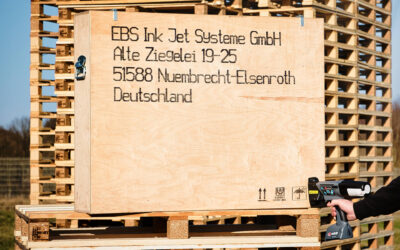 EBS Ink Jet Systeme GmbH
Alte Ziegelei 19-25
51588 Nuembrecht-Elsenroth
Deutschland